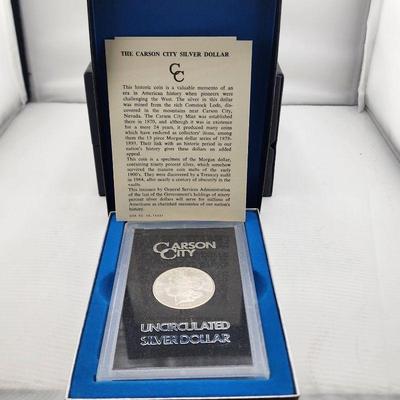 THE CARSON CITY SILVER DOLLAR
CC
This historic coin is a valuable memento of an
era in American history when pioneers were
challenging the West. The silver in this dollar
was mined from the rich Comstock Lode, dis-
covered in the mountains near Carson City,
Nevada. The Carson City Mint was established
there in 1870, and although it was in existence
for a mere 24 years, it produced many coins
which have endured as collectors' items, among
them the 13 piece Morgan dollar series of 1878-
1893. Their link with an historic period in our
nation's history gives these dollars an added
appeal.
This coin is a specimen of the Morgan dollar,
containing ninety percent silver, which somehow
survived the massive coin melts of the early
1900's. They were discovered by a Treasury audit in
1964, after nearly a century of obscurity in the
vaults.
This issuance by General Services Administration
of the last of the Government's holdings of ninety
percent silver dollars will serve for millions of
Americans as cherished mementos of our nation's
history.
CARSON
CITY
UNCIRCULATED
SILVER DOLLAR